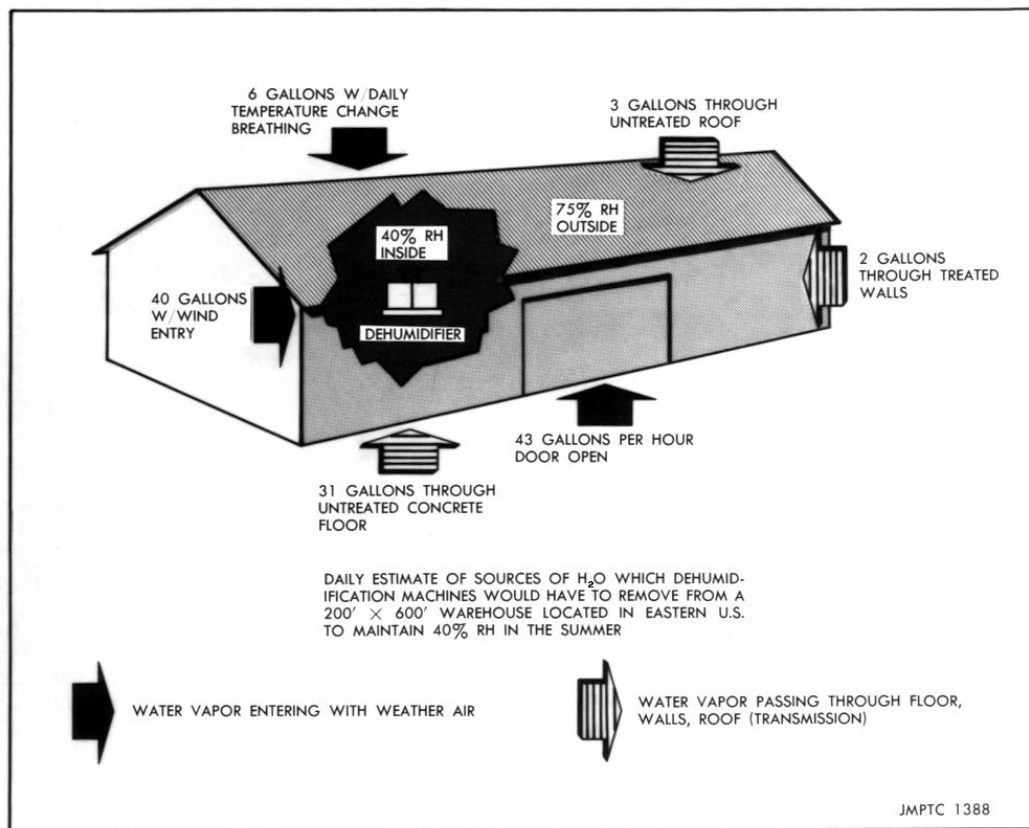 6 GALLONS W/DAILY
TEMPERATURE CHANGE
BREATHING
3 GALLONS THROUGH
UNTREATED ROOF
75% RH
OUTSIDE
40% RH
INSIDE
2 GALLONS
THROUGH TREATED
WALLS
40 GALLONS
W/WIND
ENTRY
DEHUMIDIFIER
43 GALLONS PER HOUR
DOOR OPEN
31 GALLONS THROUGH
UNTREATED CONCRETE
FLOOR
DAILY ESTIMATE OF SOURCES OF H₂O WHICH DEHUMID-
IFICATION MACHINES WOULD HAVE TO REMOVE FROM A
200' × 600' WAREHOUSE LOCATED IN EASTERN U.S.
TO MAINTAIN 40% RH IN THE SUMMER
WATER VAPOR ENTERING WITH WEATHER AIR
WATER VAPOR PASSING THROUGH FLOOR,
WALLS, ROOF (TRANSMISSION)
JMPTC 1388